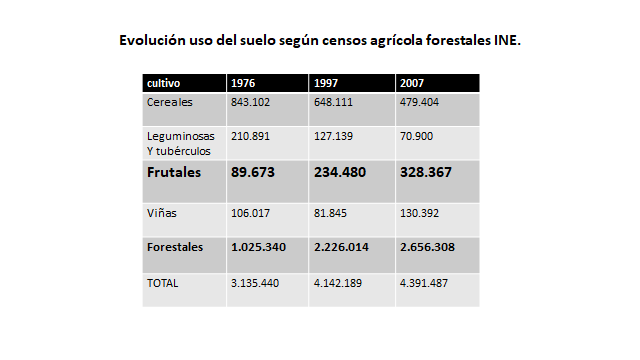 Evolución uso del suelo según censos agrícola forestales INE.
cultivo 1976 1997 2007
Cereales 843.102 648.111 479.404
Leguminosas 210.891 127.139 70.900
Y tubérculos
Frutales 89.673 234.480 328.367
Viñas 106.017 81.845 130.392
Forestales 1.025.340 2.226.014 2.656.308
TOTAL 3.135.440 4.142.189 4.391.487